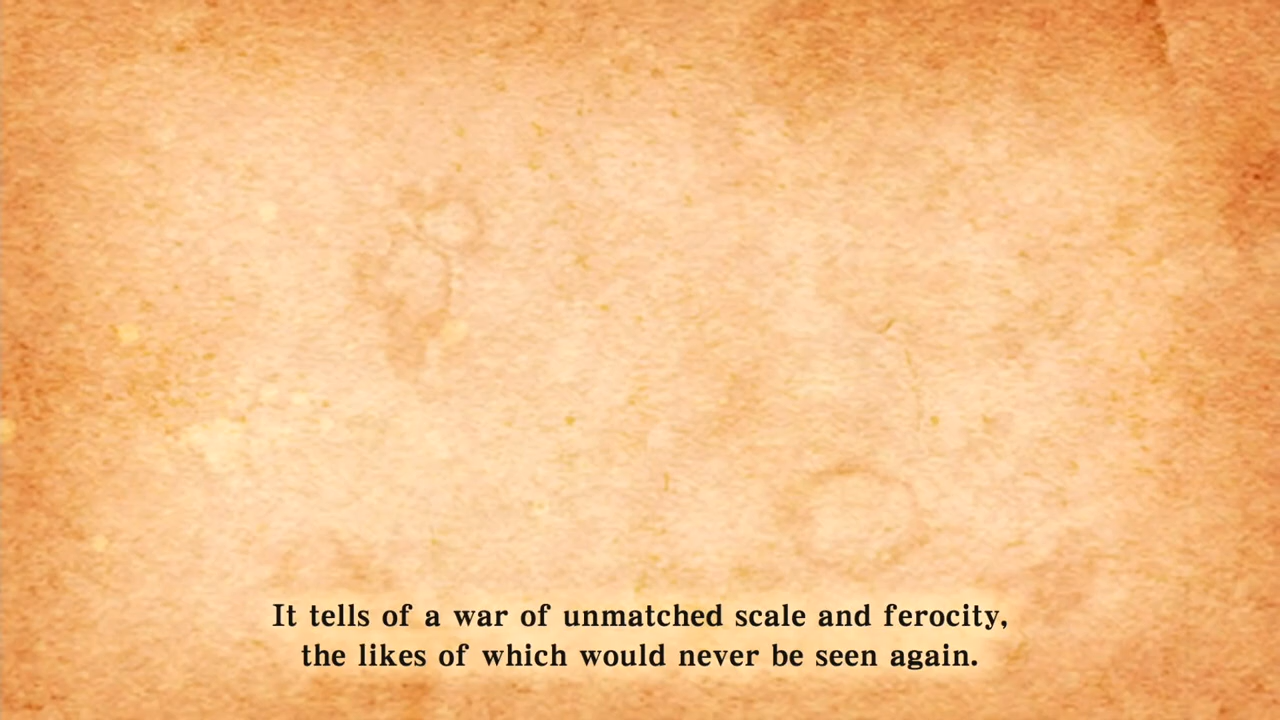 It tells of a war of unmatched scale and ferocity,
the likes of which would never be seen again.